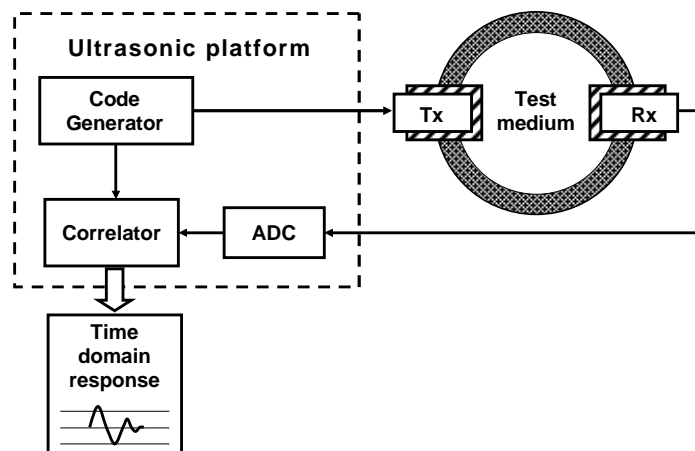 Ultrasonic platform
Code
Generator
Tx
Test
medium
Rx
Correlator
ADC
Time
domain
response